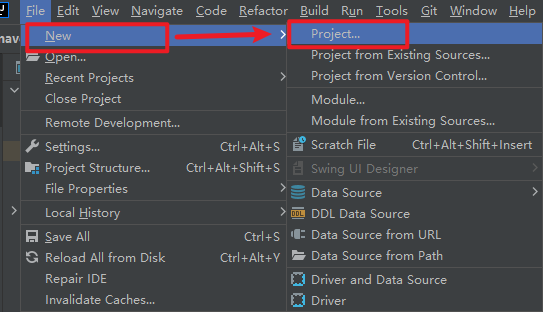 File Edit View Navigate Code Refactor Build Run Tools Git Window Help
New
Open...
Recent Projects
Close Project
Remote Development...
Settings... Ctrl+Alt+S
Project Structure... Ctrl+Alt+Shift+S
File Properties
Local History
Save All Ctrl+S
Reload All from Disk Ctrl+Alt+Y
Repair IDE
Invalidate Caches...
Project...
Project from Existing Sources...
Project from Version Control...
Module...
Module from Existing Sources...
Scratch File Ctrl+Alt+Shift+Insert
Swing UI Designer
Data Source
DDL Data Source
Data Source from URL
Data Source from Path
Driver and Data Source
Driver